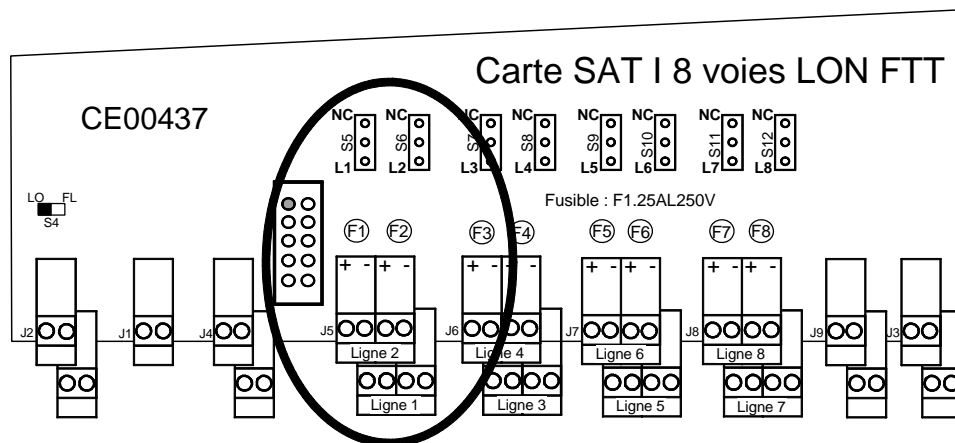 Carte SAT I 8 voies LON FTT
CE00437
NC NC NC NC NC NC NC NC
S5 S6 S7 S8 S9 S10 S11 S12
L1 L2 L3 L4 L5 L6 L7 L8
LO FL
S4
Fusible : F1.25AL250V
F1 F2 F3 F4 F5 F6 F7 F8
+ - + - + - + - + - + - + - + -
J2 J1 J4 J5 J6 J7 J8 J9 J3
Ligne 2 Ligne 4 Ligne 6 Ligne 8
Ligne 1 Ligne 3 Ligne 5 Ligne 7